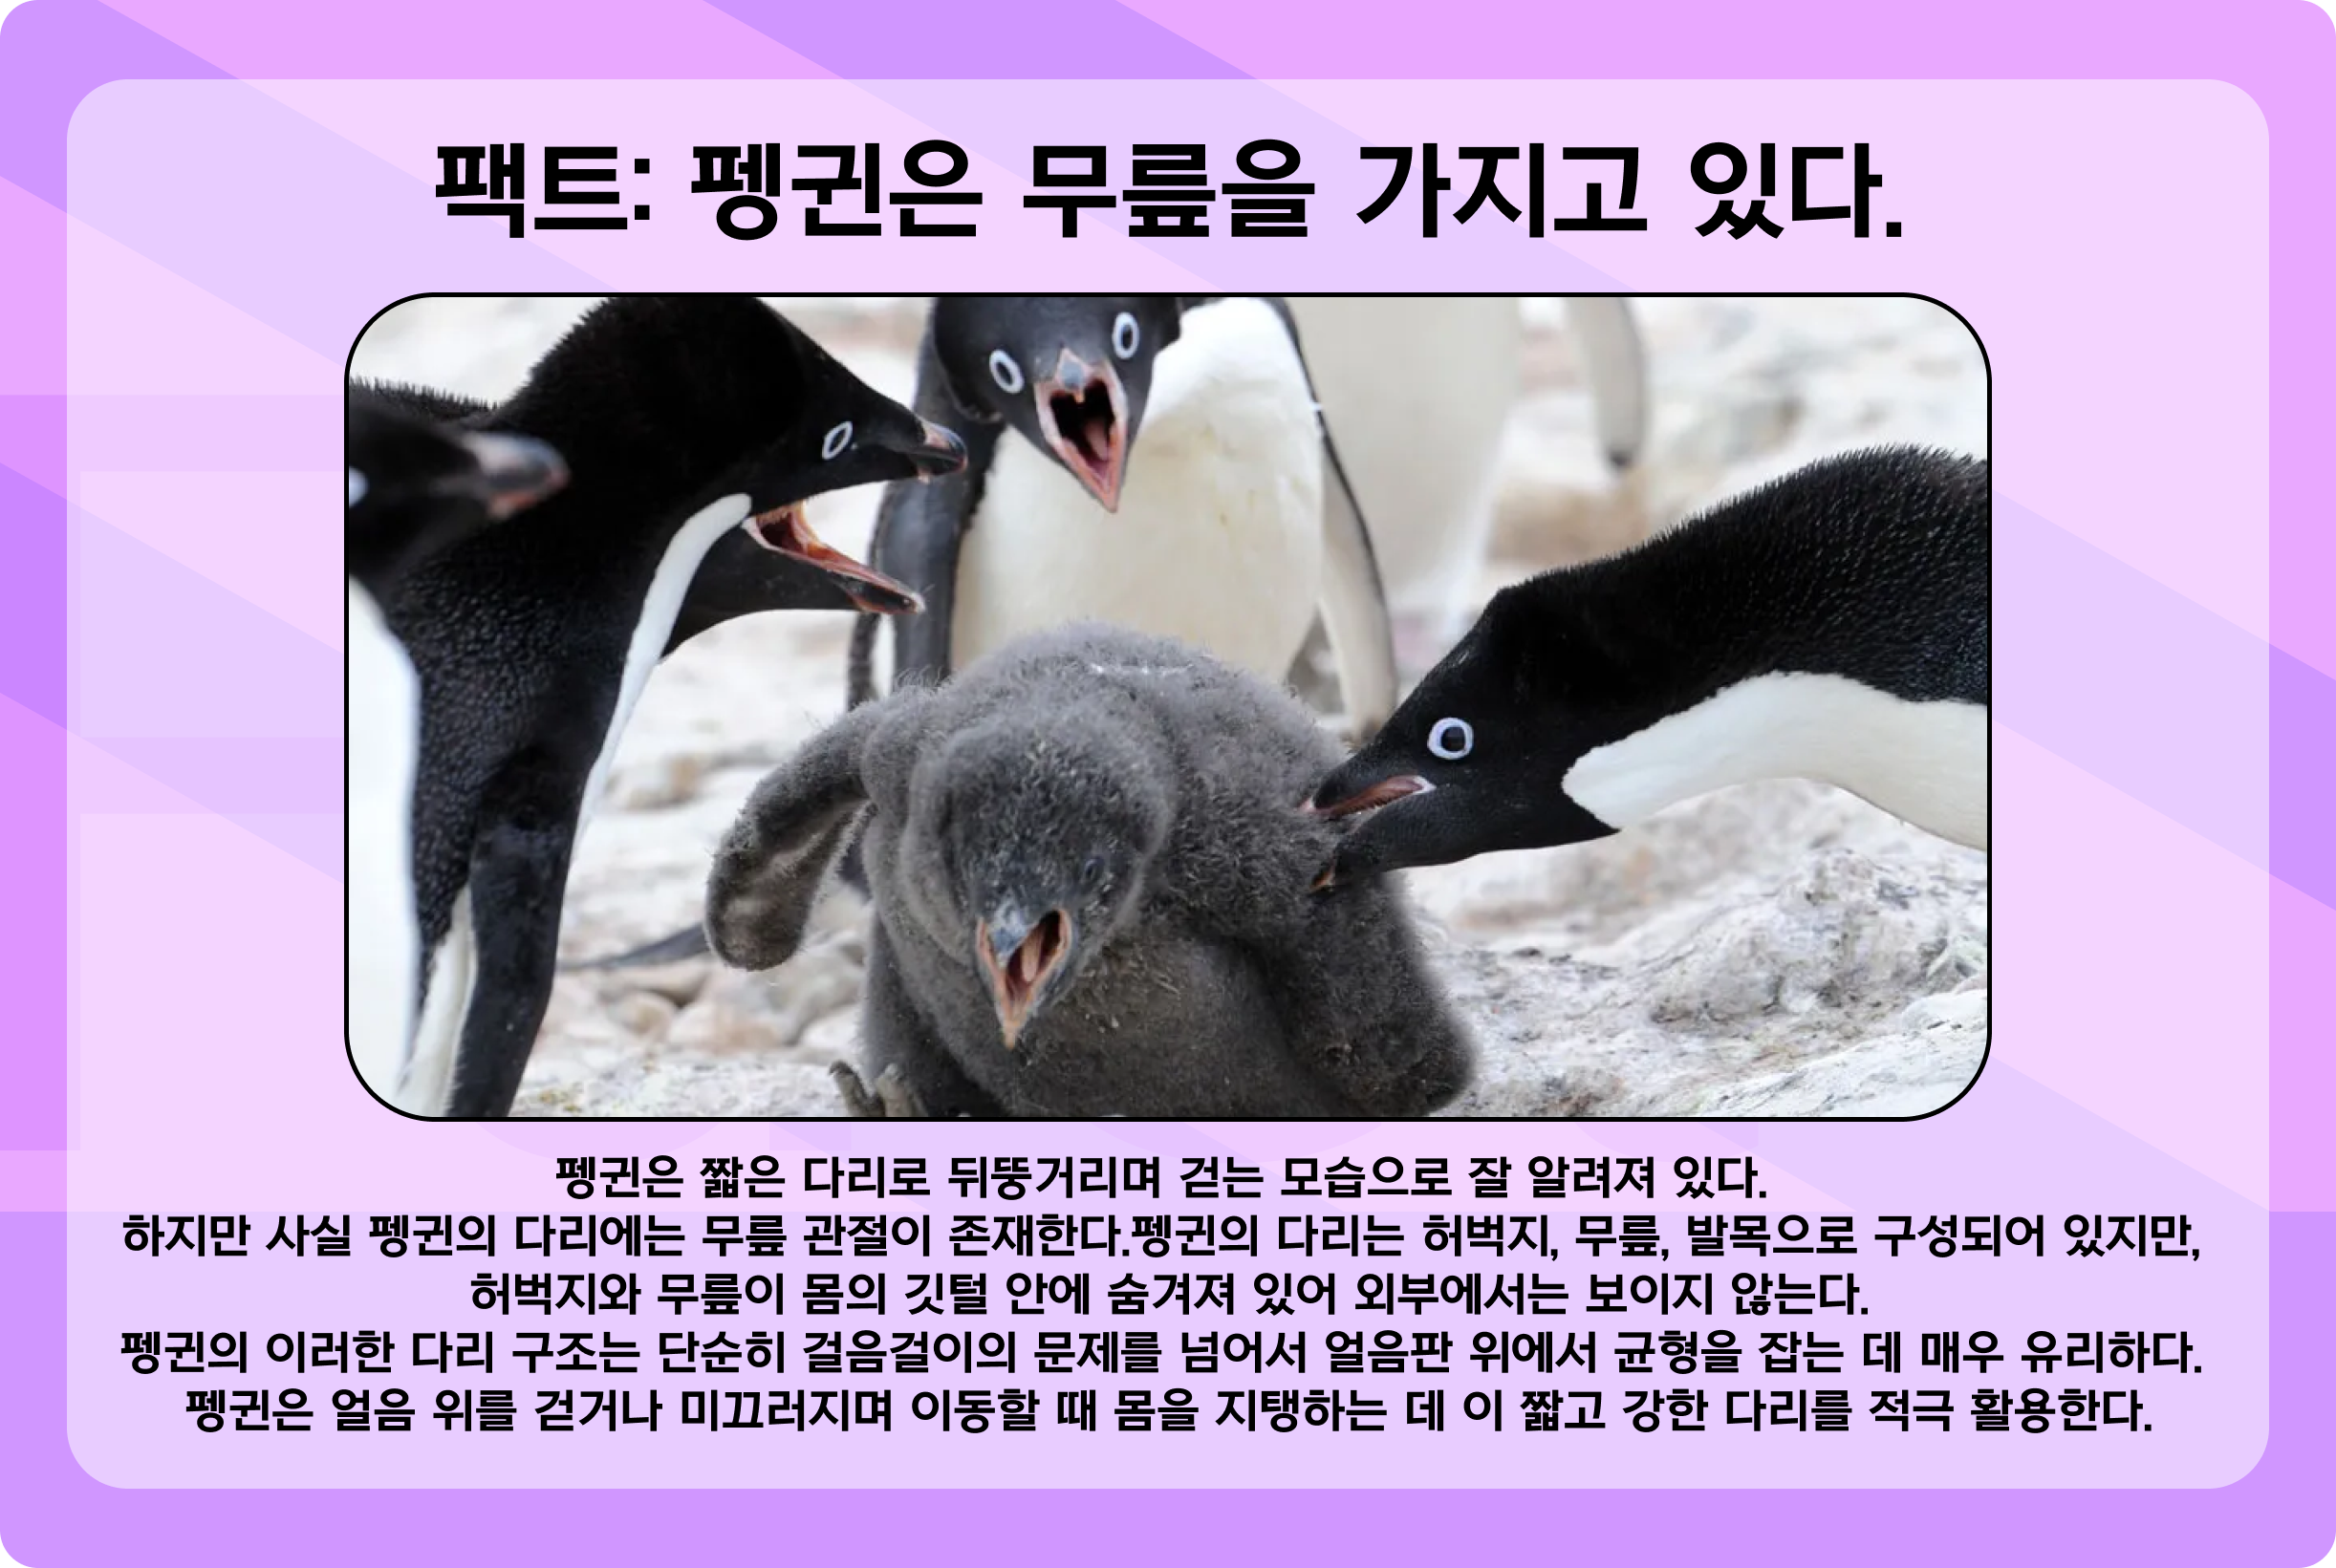 팩트: 펭귄은 무릎을 가지고 있다.
펭귄은 짧은 다리로 뒤뚱거리며 걷는 모습으로 잘 알려져 있다.
하지만 사실 펭귄의 다리에는 무릎 관절이 존재한다.펭귄의 다리는 허벅지, 무릎, 발목으로 구성되어 있지만,
허벅지와 무릎이 몸의 깃털 안에 숨겨져 있어 외부에서는 보이지 않는다.
펭귄의 이러한 다리 구조는 단순히 걸음걸이의 문제를 넘어서 얼음판 위에서 균형을 잡는 데 매우 유리하다.
펭귄은 얼음 위를 걷거나 미끄러지며 이동할 때 몸을 지탱하는 데 이 짧고 강한 다리를 적극 활용한다.